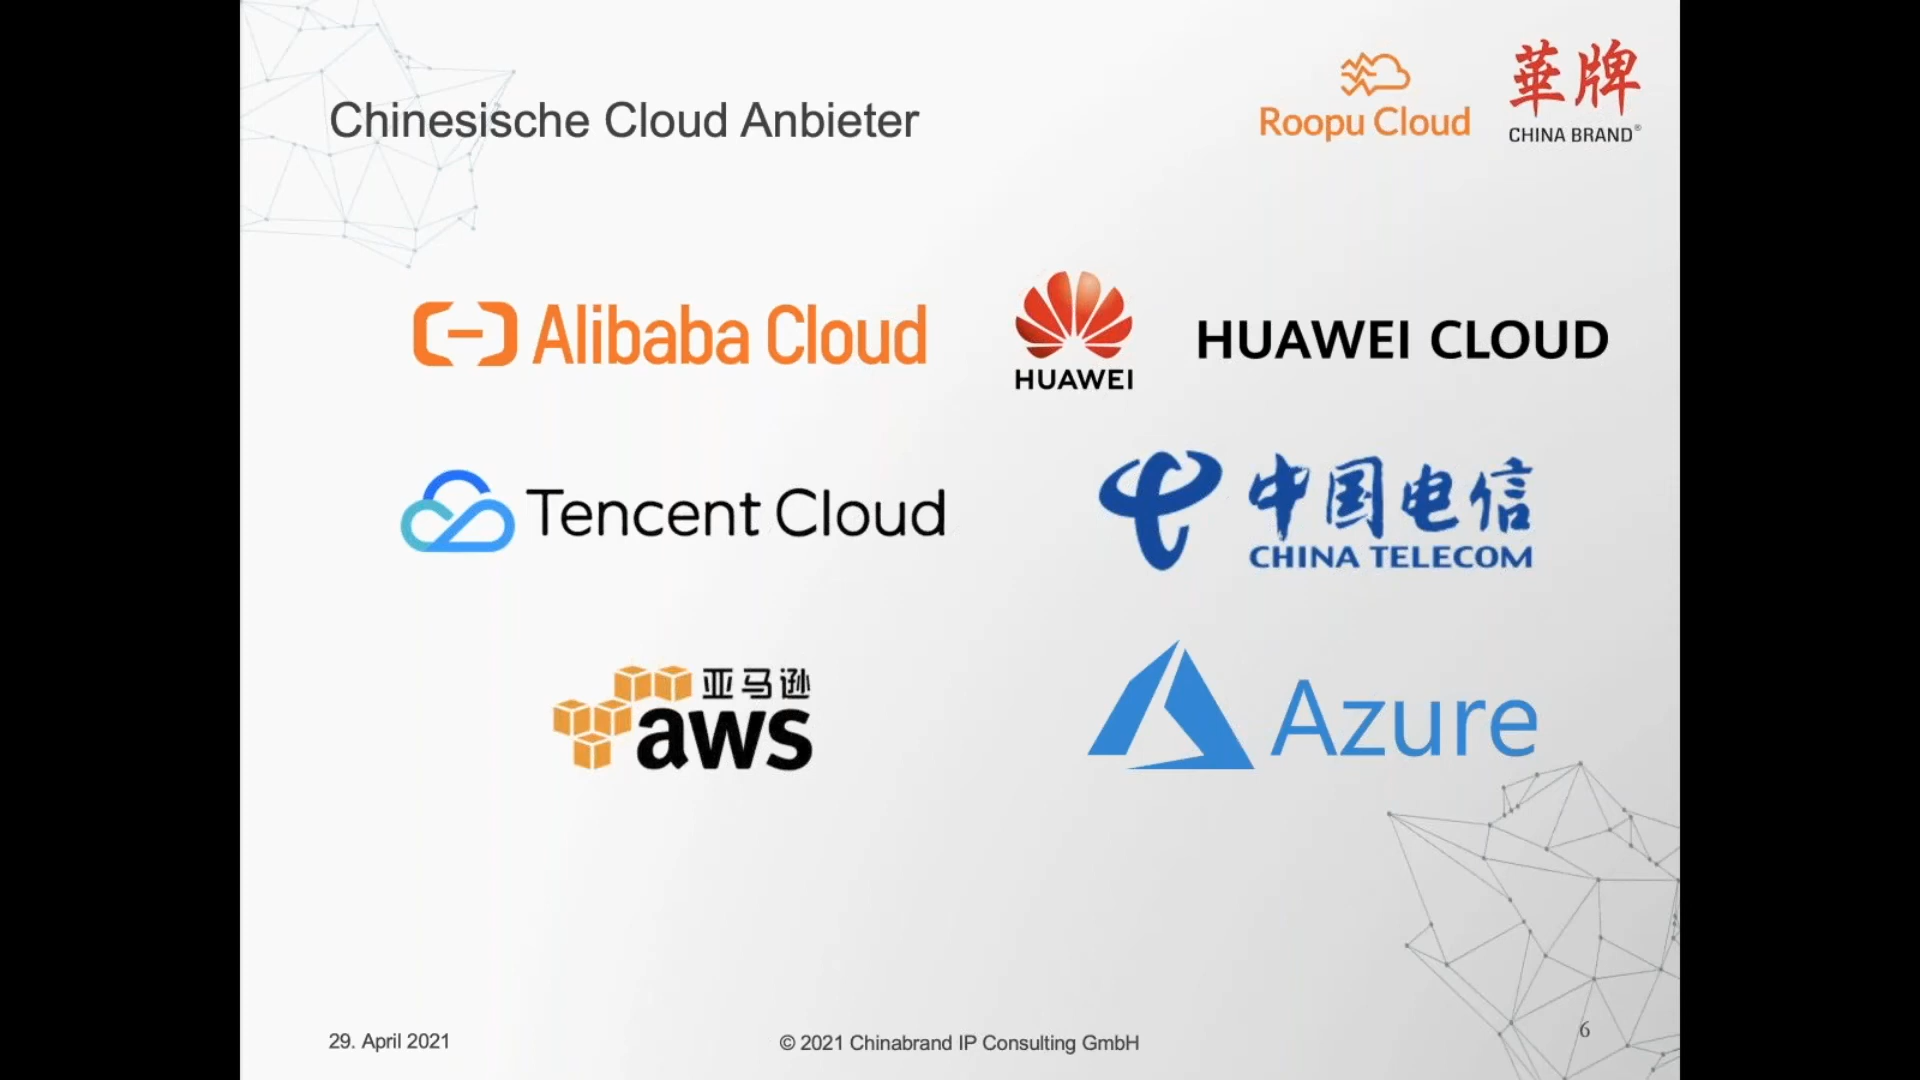 Chinesische Cloud Anbieter
Roopu Cloud
華牌
CHINA BRAND®
Alibaba Cloud
HUAWEI
HUAWEI CLOUD
Tencent Cloud
中国电信
CHINA TELECOM
亚马逊
aws
Azure
29. April 2021
© 2021 Chinabrand IP Consulting GmbH
6